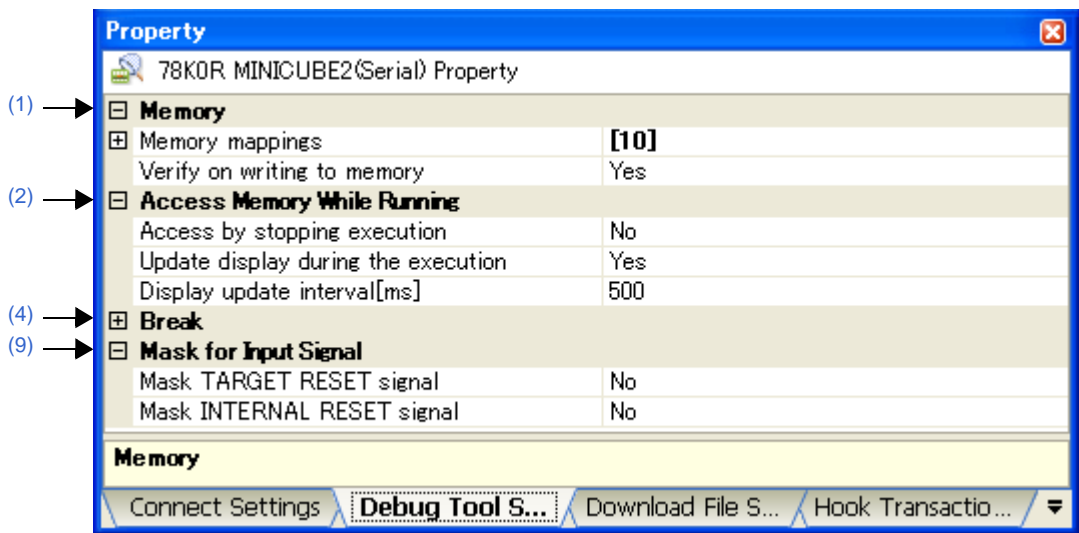 Property
78K0R MINICUBE2(Serial) Property
(1) Memory
Memory mappings [10]
Verify on writing to memory Yes
(2) Access Memory While Running
Access by stopping execution No
Update display during the execution Yes
Display update interval[ms] 500
(4) Break
(9) Mask for Input Signal
Mask TARGET RESET signal No
Mask INTERNAL RESET signal No
Memory
Connect Settings Debug Tool S... Download File S... Hook Transactio...